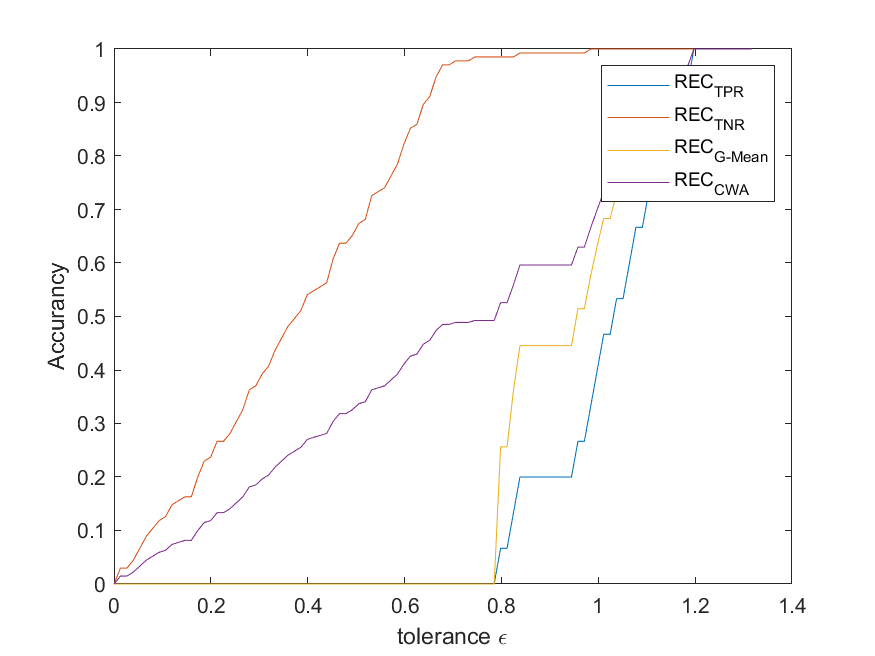 1
0.9
0.8
0.7
0.6
0.5
0.4
0.3
0.2
0.1
0
Accurancy
REC_TPR
REC_TNR
REC_G-Mean
REC_CWA
0 0.2 0.4 0.6 0.8 1 1.2 1.4
tolerance ϵ